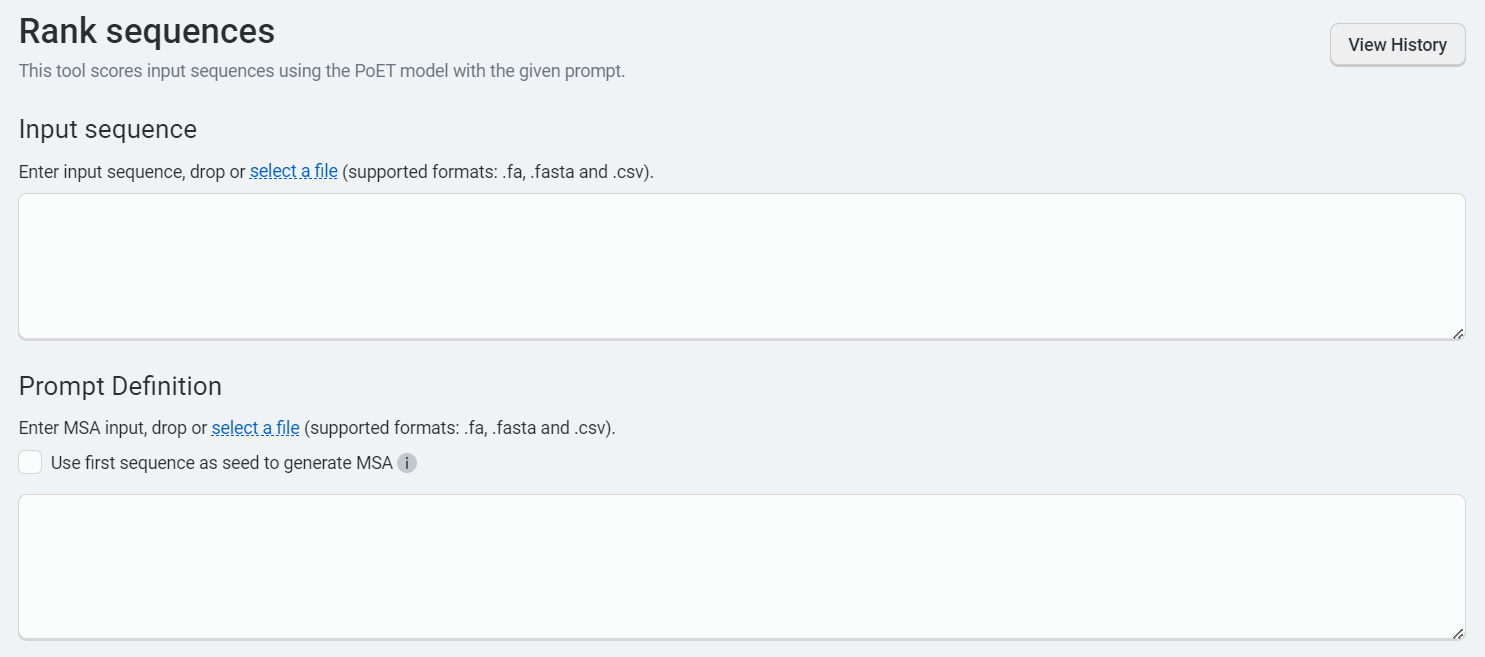 Rank sequences
View History
This tool scores input sequences using the PoET model with the given prompt.
Input sequence
Enter input sequence, drop or select a file (supported formats: .fa, .fasta and .csv).
Prompt Definition
Enter MSA input, drop or select a file (supported formats: .fa, .fasta and .csv).
Use first sequence as seed to generate MSA i